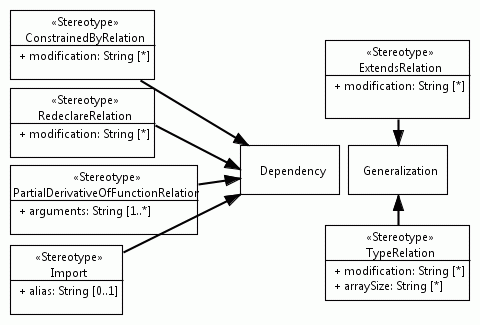 «Stereotype»
ConstrainedByRelation
+ modification: String [*]
«Stereotype»
RedeclareRelation
+ modification: String [*]
«Stereotype»
PartialDerivativeOfFunctionRelation
+ arguments: String [1..*]
«Stereotype»
Import
+ alias: String [0..1]
Dependency
«Stereotype»
ExtendsRelation
+ modification: String [*]
Generalization
«Stereotype»
TypeRelation
+ modification: String [*]
+ arraySize: String [*]